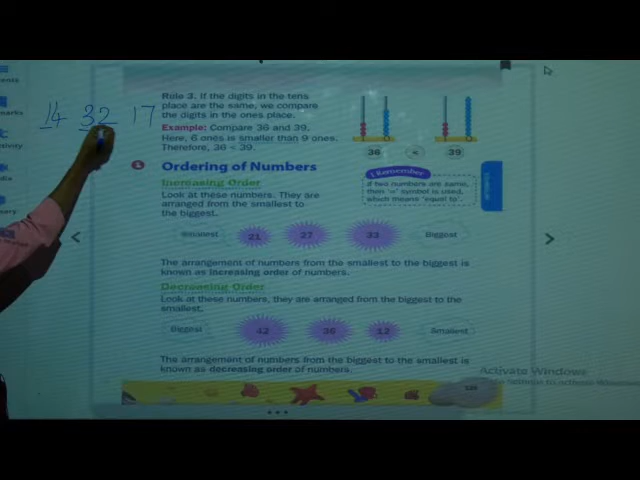 14 32 17
Rule 3. If the digits in the tens
place are the same, we compare
the digits in the ones place.
Example: Compare 36 and 39.
Here, 6 ones is smaller than 9 ones.
Therefore, 36 < 39.
36 < 39
I Remember
If two numbers are same,
then '=' symbol is used,
which means 'equal to'.
1 Ordering of Numbers
Increasing Order
Look at these numbers. They are
arranged from the smallest to
the biggest.
Smallest 21 27 33 Biggest
The arrangement of numbers from the smallest to the biggest is
known as increasing order of numbers.
Decreasing Order
Look at these numbers, they are arranged from the biggest to the
smallest.
Biggest 42 36 12 Smallest
The arrangement of numbers from the biggest to the smallest is
known as decreasing order of numbers.
Activate Windows